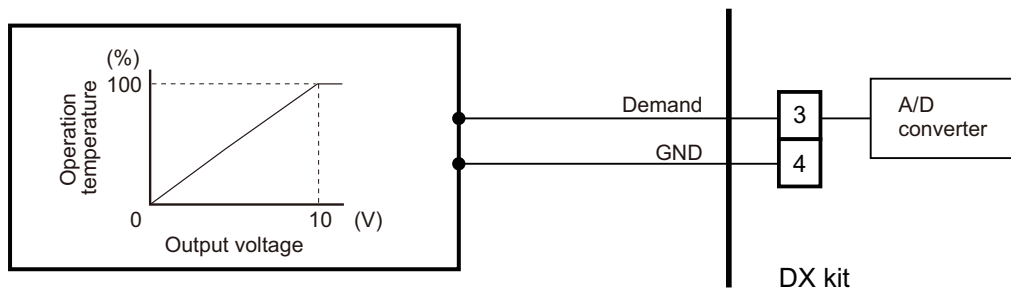 (%)
100
Operation
temperature
0
10
(V)
Output voltage
Demand
GND
3
4
A/D
converter
DX kit